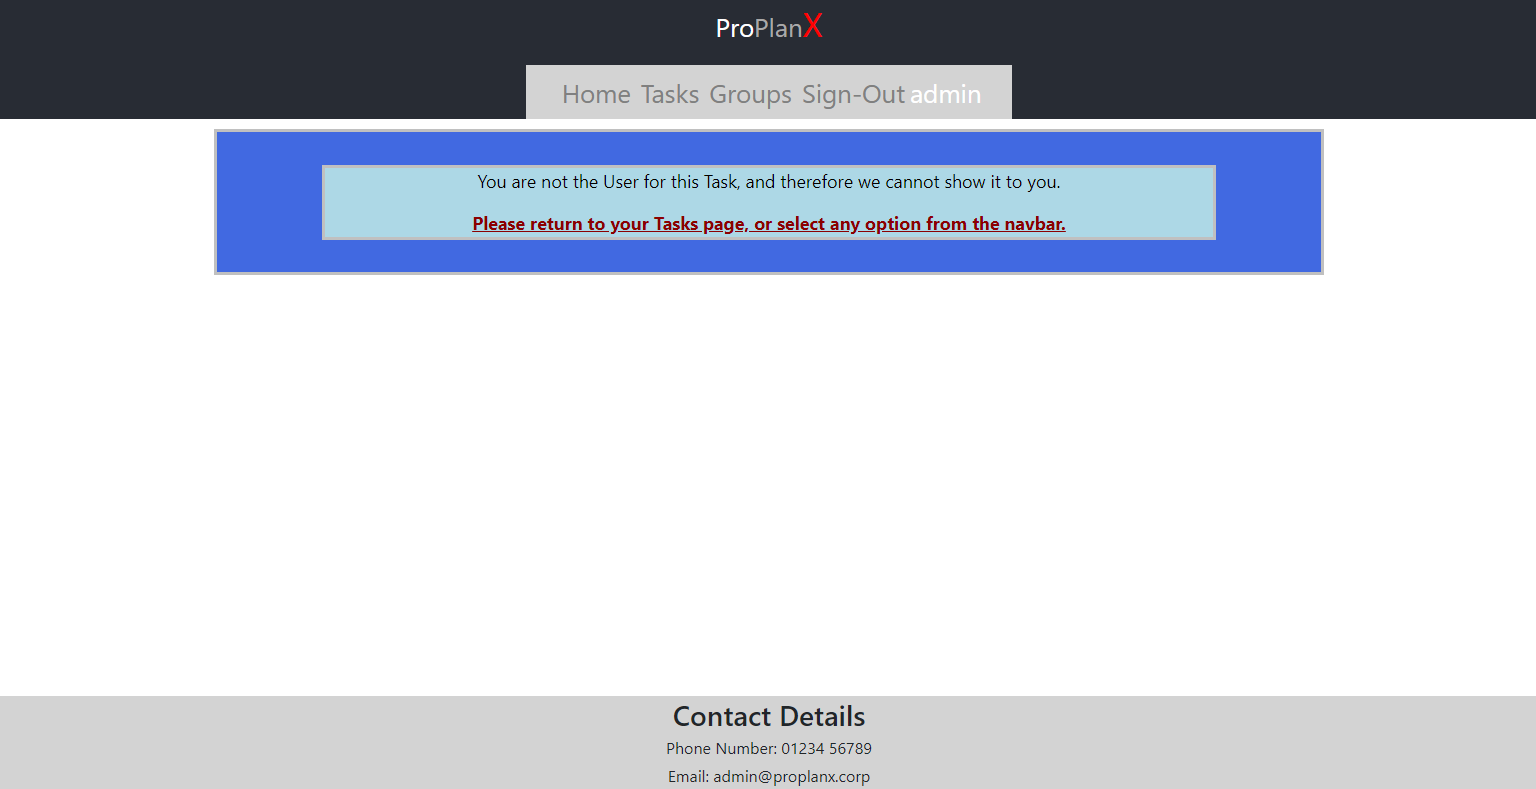 ProPlanX
Home Tasks Groups Sign-Out admin
You are not the User for this Task, and therefore we cannot show it to you.
Please return to your Tasks page, or select any option from the navbar.
Contact Details
Phone Number: 01234 56789
Email: admin@proplanx.corp